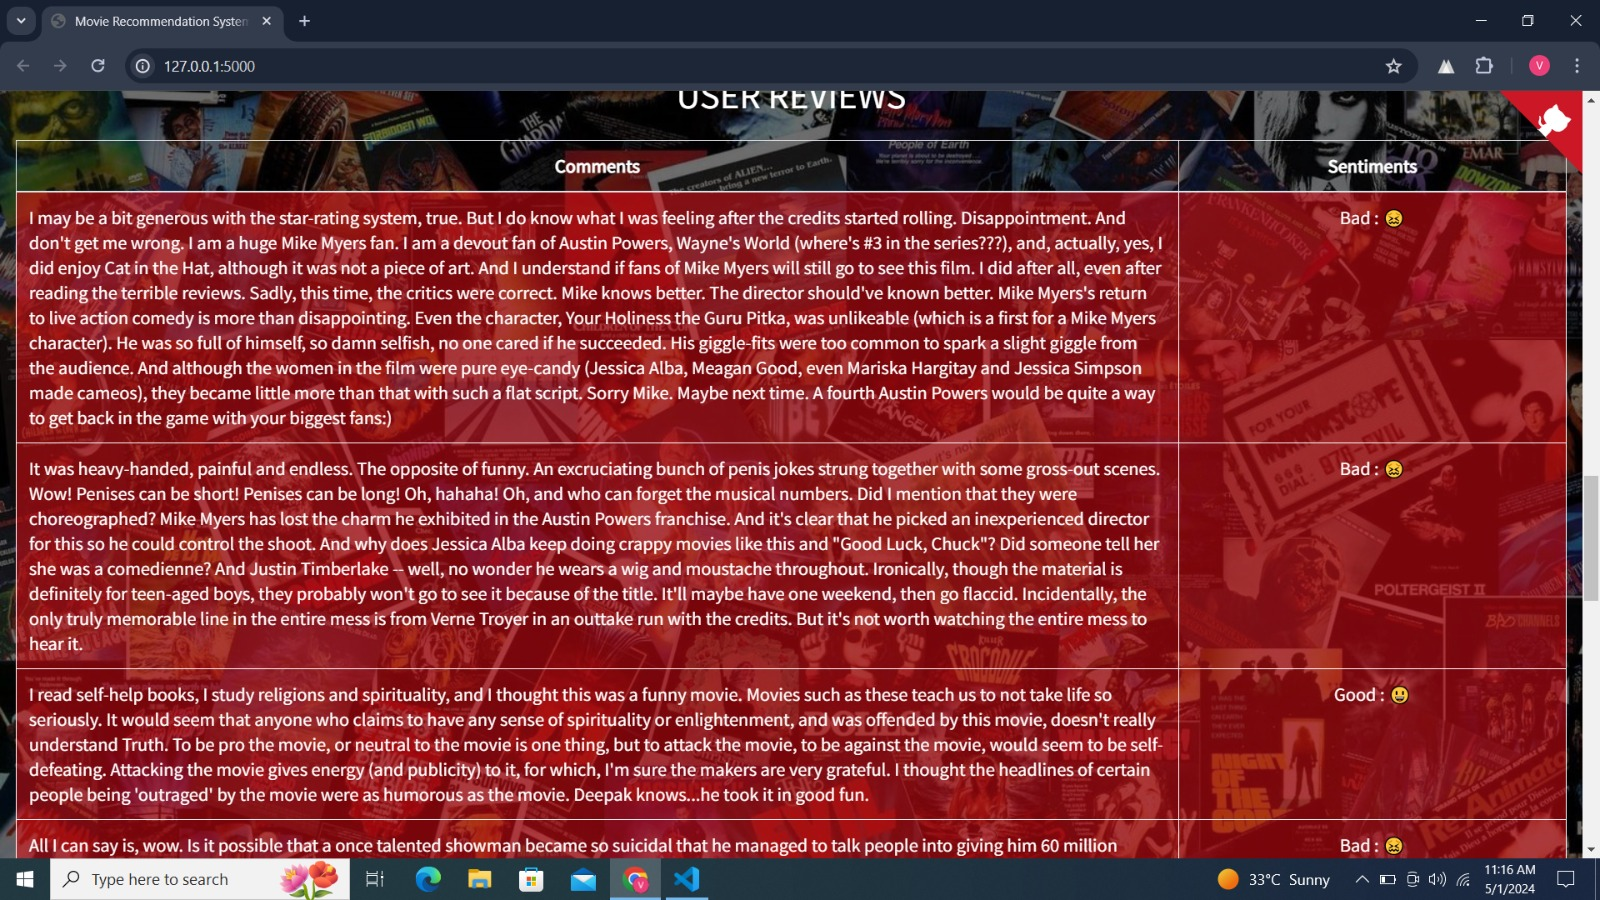 Movie Recommendation System
127.0.0.1:5000
V
USER REVIEWS
Comments
Sentiments
I may be a bit generous with the star-rating system, true. But I do know what I was feeling after the credits started rolling. Disappointment. And
don't get me wrong. I am a huge Mike Myers fan. I am a devout fan of Austin Powers, Wayne's World (where's #3 in the series???), and, actually, yes, I
did enjoy Cat in the Hat, although it was not a piece of art. And I understand if fans of Mike Myers will still go to see this film. I did after all, even after
reading the terrible reviews. Sadly, this time, the critics were correct. Mike knows better. The director should've known better. Mike Myers's return
to live action comedy is more than disappointing. Even the character, Your Holiness the Guru Pitka, was unlikeable (which is a first for a Mike Myers
character). He was so full of himself, so damn selfish, no one cared if he succeeded. His giggle-fits were too common to spark a slight giggle from
the audience. And although the women in the film were pure eye-candy (Jessica Alba, Meagan Good, even Mariska Hargitay and Jessica Simpson
made cameos), they became little more than that with such a flat script. Sorry Mike. Maybe next time. A fourth Austin Powers would be quite a way
to get back in the game with your biggest fans:)
Bad : 😖
It was heavy-handed, painful and endless. The opposite of funny. An excruciating bunch of penis jokes strung together with some gross-out scenes.
Wow! Penises can be short! Penises can be long! Oh, hahaha! Oh, and who can forget the musical numbers. Did I mention that they were
choreographed? Mike Myers has lost the charm he exhibited in the Austin Powers franchise. And it's clear that he picked an inexperienced director
for this so he could control the shoot. And why does Jessica Alba keep doing crappy movies like this and "Good Luck, Chuck"? Did someone tell her
she was a comedienne? And Justin Timberlake -- well, no wonder he wears a wig and moustache throughout. Ironically, though the material is
definitely for teen-aged boys, they probably won't go to see it because of the title. It'll maybe have one weekend, then go flaccid. Incidentally, the
only truly memorable line in the entire mess is from Verne Troyer in an outtake run with the credits. But it's not worth watching the entire mess to
hear it.
Bad : 😖
I read self-help books, I study religions and spirituality, and I thought this was a funny movie. Movies such as these teach us to not take life so
seriously. It would seem that anyone who claims to have any sense of spirituality or enlightenment, and was offended by this movie, doesn't really
understand Truth. To be pro the movie, or neutral to the movie is one thing, but to attack the movie, to be against the movie, would seem to be self-
defeating. Attacking the movie gives energy (and publicity) to it, for which, I'm sure the makers are very grateful. I thought the headlines of certain
people being 'outraged' by the movie were as humorous as the movie. Deepak knows...he took it in good fun.
Good : 😃
All I can say is, wow. Is it possible that a once talented showman became so suicidal that he managed to talk people into giving him 60 million
Bad : 😖
FORBIDDEN
THE
People of Earth
The creators of ALIEN...
bring a new terror to Earth.
POLTERGEIST II
BAD CHANNELS
CROCODILE
CHANGELING
FOR YOUR
HORRORSCOPE
DIAL :
NIGHT
OF THE
Type here to search
33°C Sunny
11:16 AM
5/1/2024